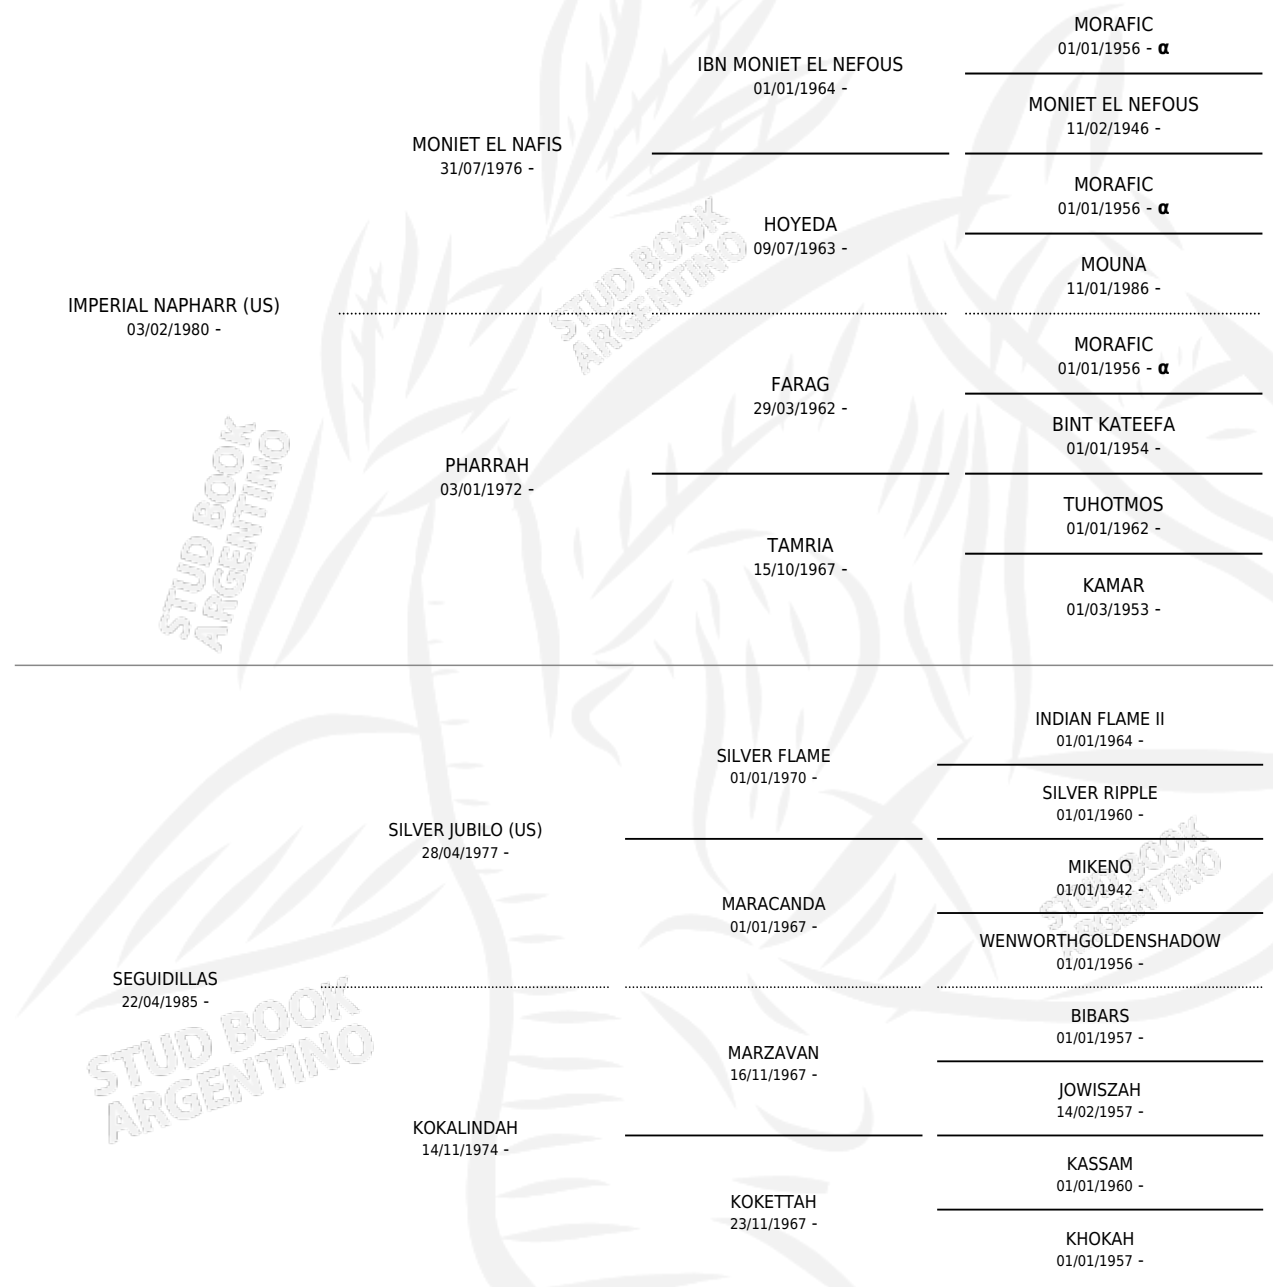 MORAFIC
01/01/1956 - α
IBN MONIET EL NEFOUS
01/01/1964 -
MONIET EL NEFOUS
11/02/1946 -
MONIET EL NAFIS
31/07/1976 -
MORAFIC
01/01/1956 - α
HOYEDA
09/07/1963 -
MOUNA
11/01/1986 -
IMPERIAL NAPHARR (US)
03/02/1980 -
MORAFIC
01/01/1956 - α
FARAG
29/03/1962 -
BINT KATEEFA
01/01/1954 -
PHARRAH
03/01/1972 -
TUHOTMOS
01/01/1962 -
TAMRIA
15/10/1967 -
KAMAR
01/03/1953 -
STUD BOOK
ARGENTINO
STUD BOOK
ARGENTINO
INDIAN FLAME II
01/01/1964 -
SILVER FLAME
01/01/1970 -
SILVER RIPPLE
01/01/1960 -
SILVER JUBILO (US)
28/04/1977 -
MIKENO
01/01/1942 -
MARACANDA
01/01/1967 -
WENWORTHGOLDENSHADOW
01/01/1956 -
STUD BOOK
ARGENTINO
SEGUIDILLAS
22/04/1985 -
BIBARS
01/01/1957 -
MARZAVAN
16/11/1967 -
JOWISZAH
14/02/1957 -
KOKALINDAH
14/11/1974 -
KASSAM
01/01/1960 -
KOKETTAH
23/11/1967 -
KHOKAH
01/01/1957 -
STUD BOOK
ARGENTINO